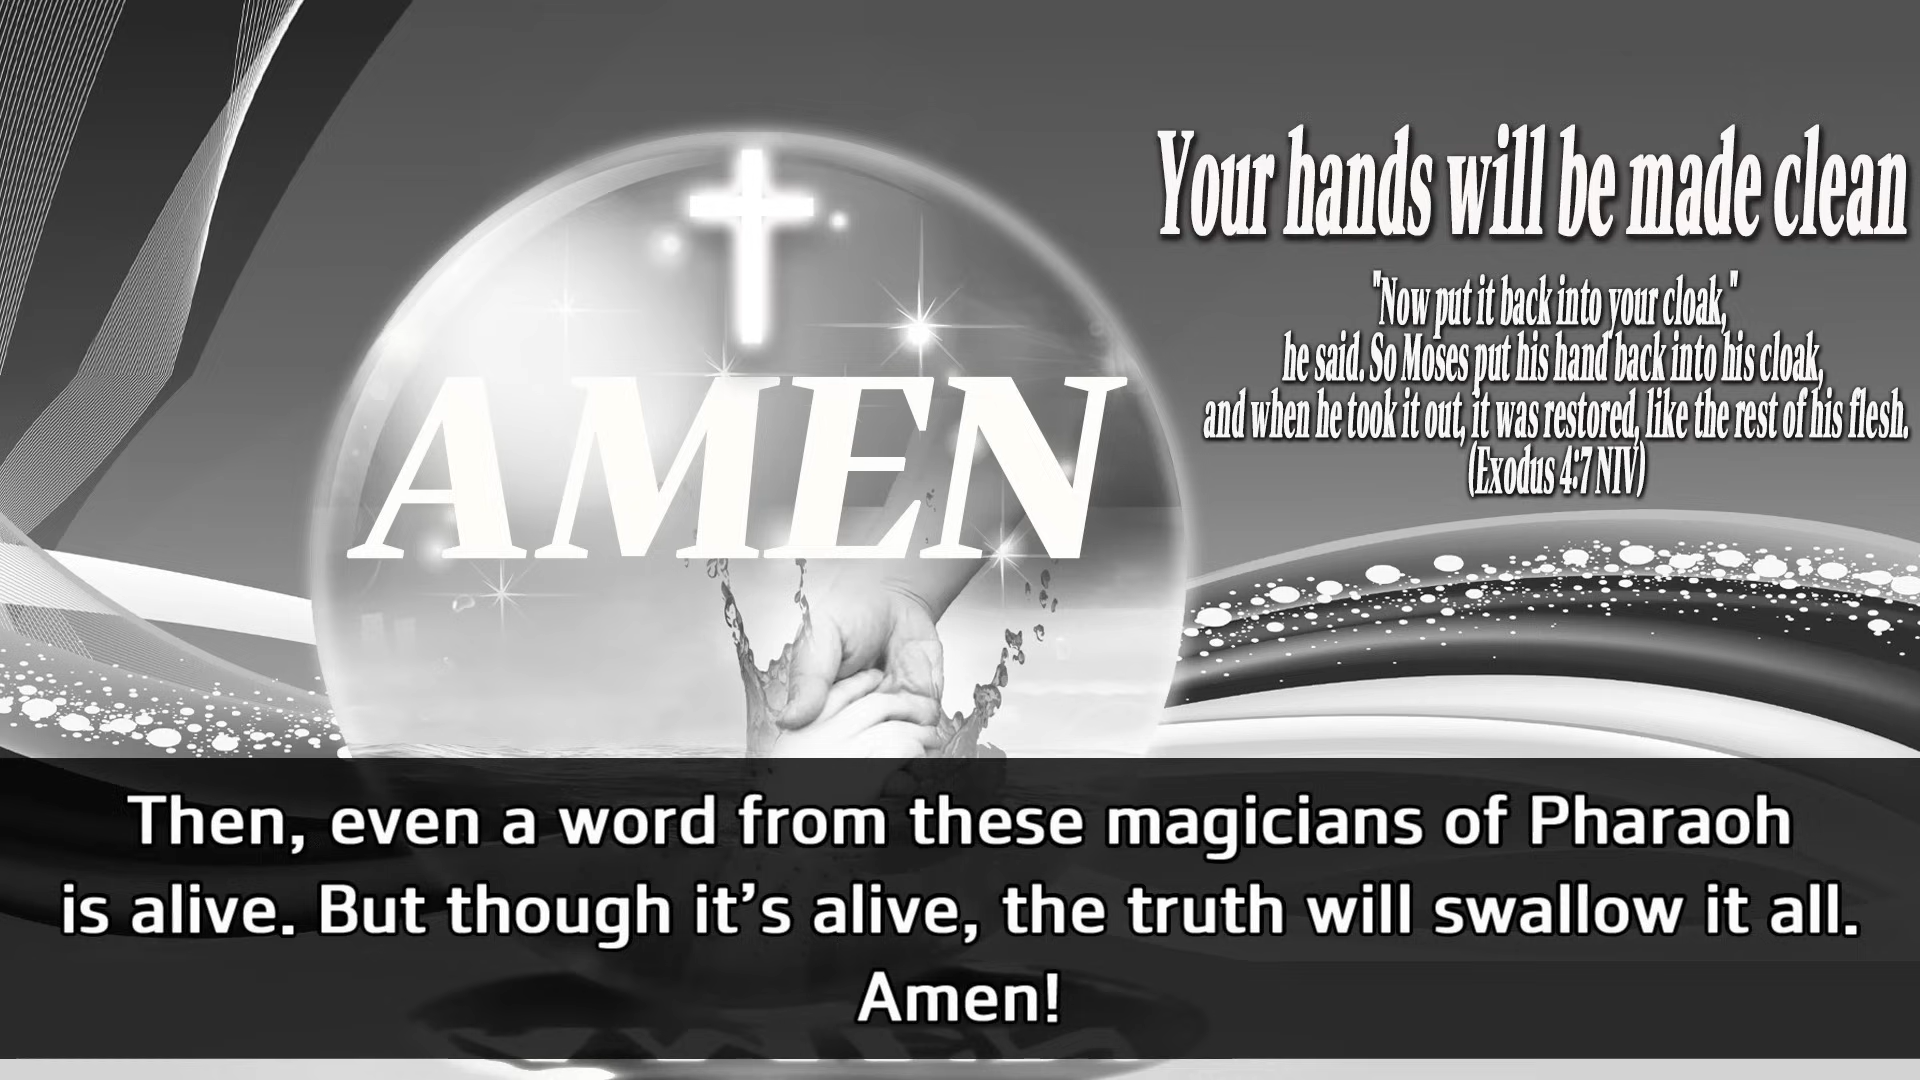 Your hands will be made clean
"Now put it back into your cloak,"
he said. So Moses put his hand back into his cloak,
and when he took it out, it was restored, like the rest of his flesh.
(Exodus 4:7 NIV)
AMEN
Then, even a word from these magicians of Pharaoh
is alive. But though it’s alive, the truth will swallow it all.
Amen!